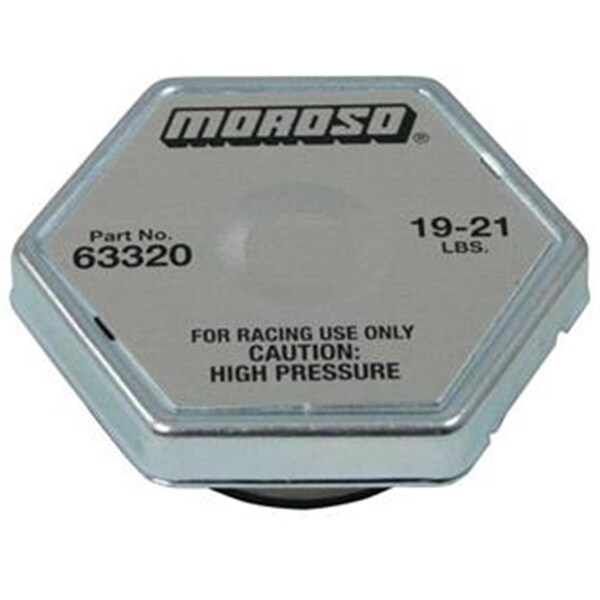 MOROSO®
Part No.
63320
19-21
LBS.
FOR RACING USE ONLY
CAUTION:
HIGH PRESSURE